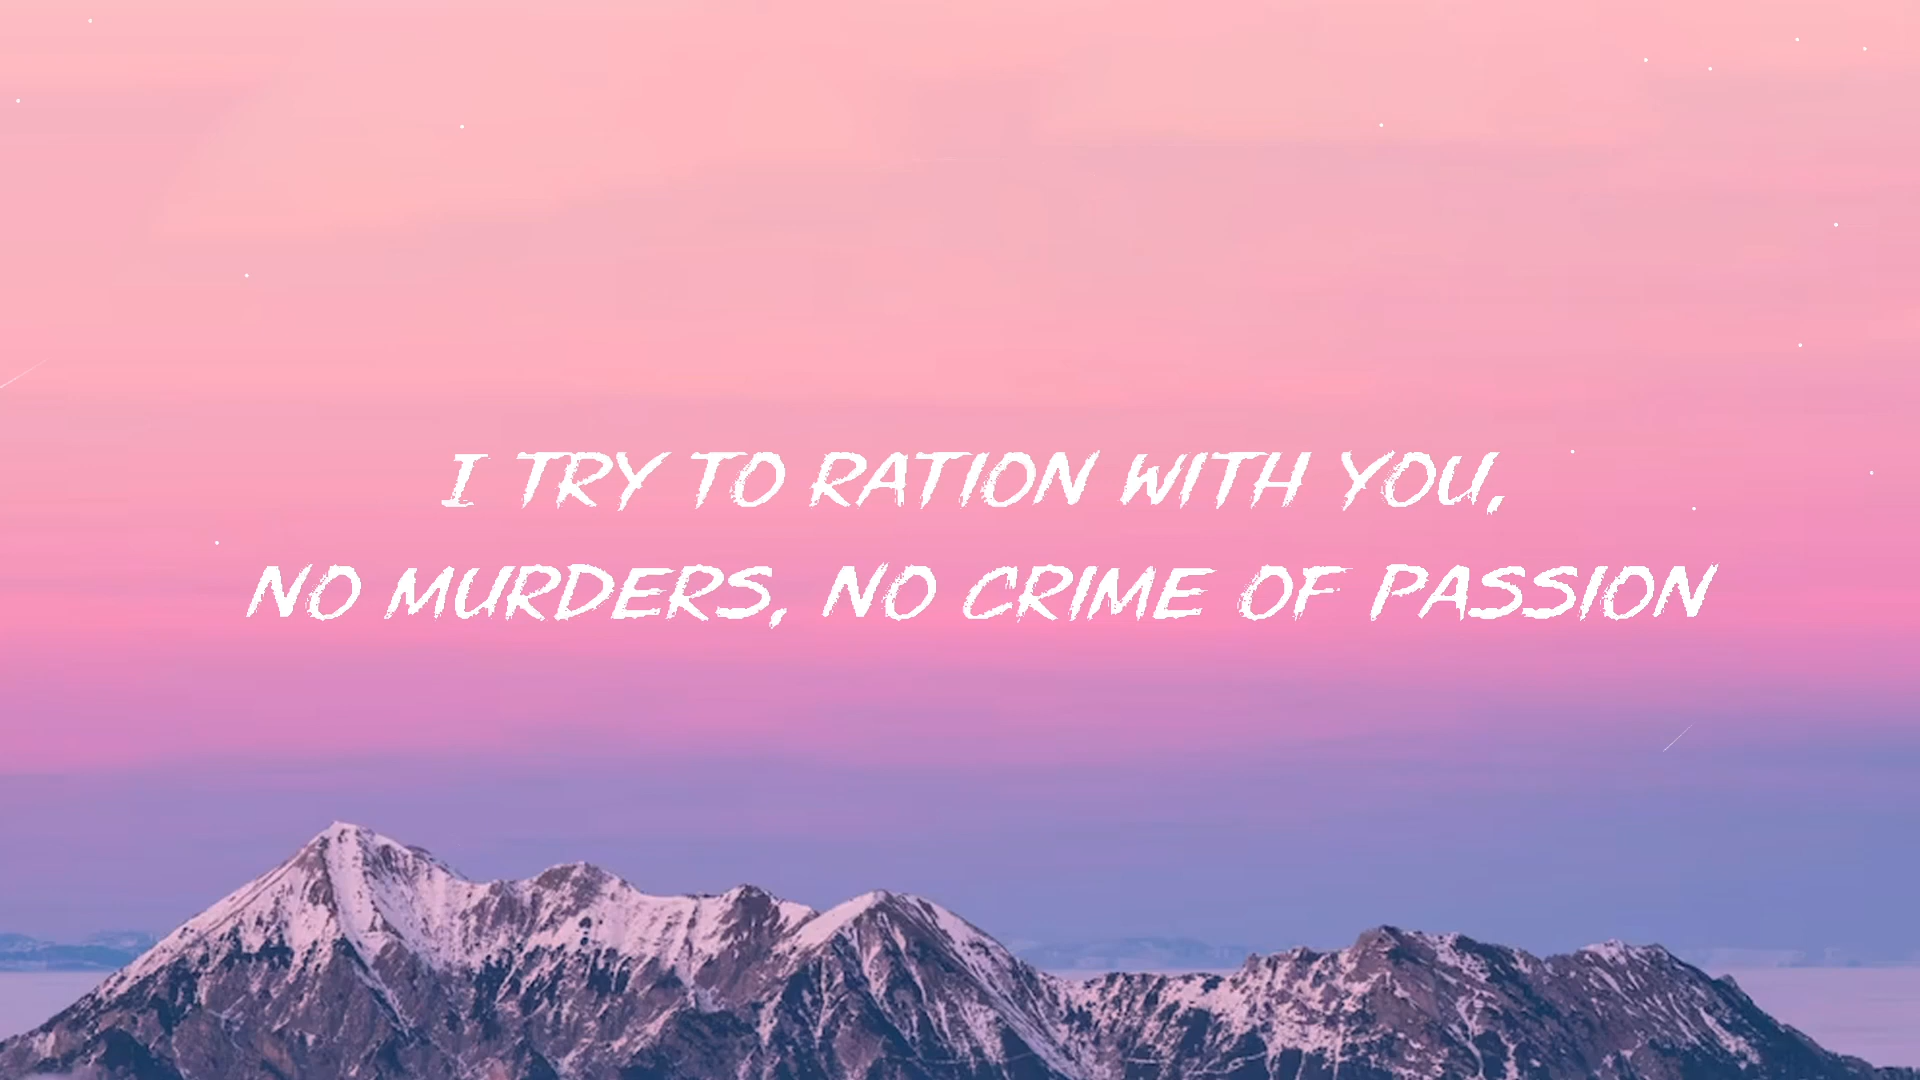 I TRY TO RATION WITH YOU,
NO MURDERS, NO CRIME OF PASSION